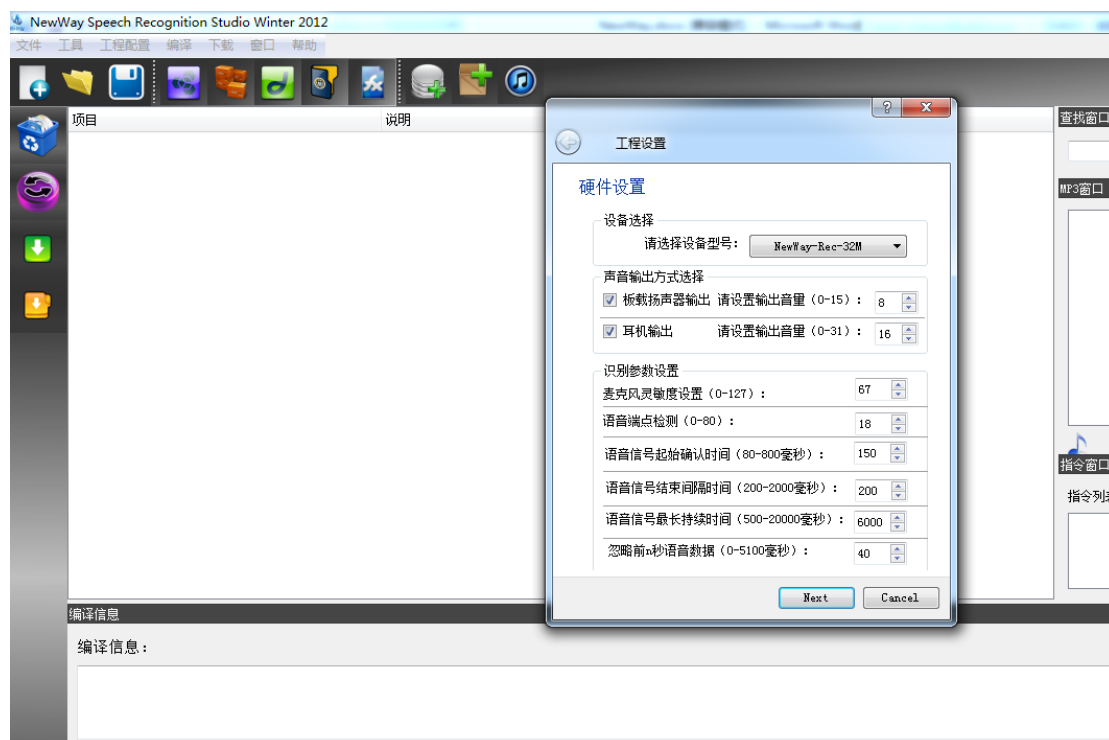 NewWay Speech Recognition Studio Winter 2012
文件 工具 工程配置 编译 下载 窗口 帮助
项目 说明
查找窗口
MP3窗口
指令窗口
指令列
工程设置
硬件设置
设备选择
请选择设备型号： NewWay-Rec-32M
声音输出方式选择
板载扬声器输出 请设置输出音量（0-15）： 8
耳机输出 请设置输出音量（0-31）： 16
识别参数设置
麦克风灵敏度设置（0-127）： 67
语音端点检测（0-80）： 18
语音信号起始确认时间（80-800毫秒）： 150
语音信号结束间隔时间（200-2000毫秒）： 200
语音信号最长持续时间（500-20000毫秒）： 6000
忽略前n秒语音数据（0-5100毫秒）： 40
Next Cancel
编译信息
编译信息：